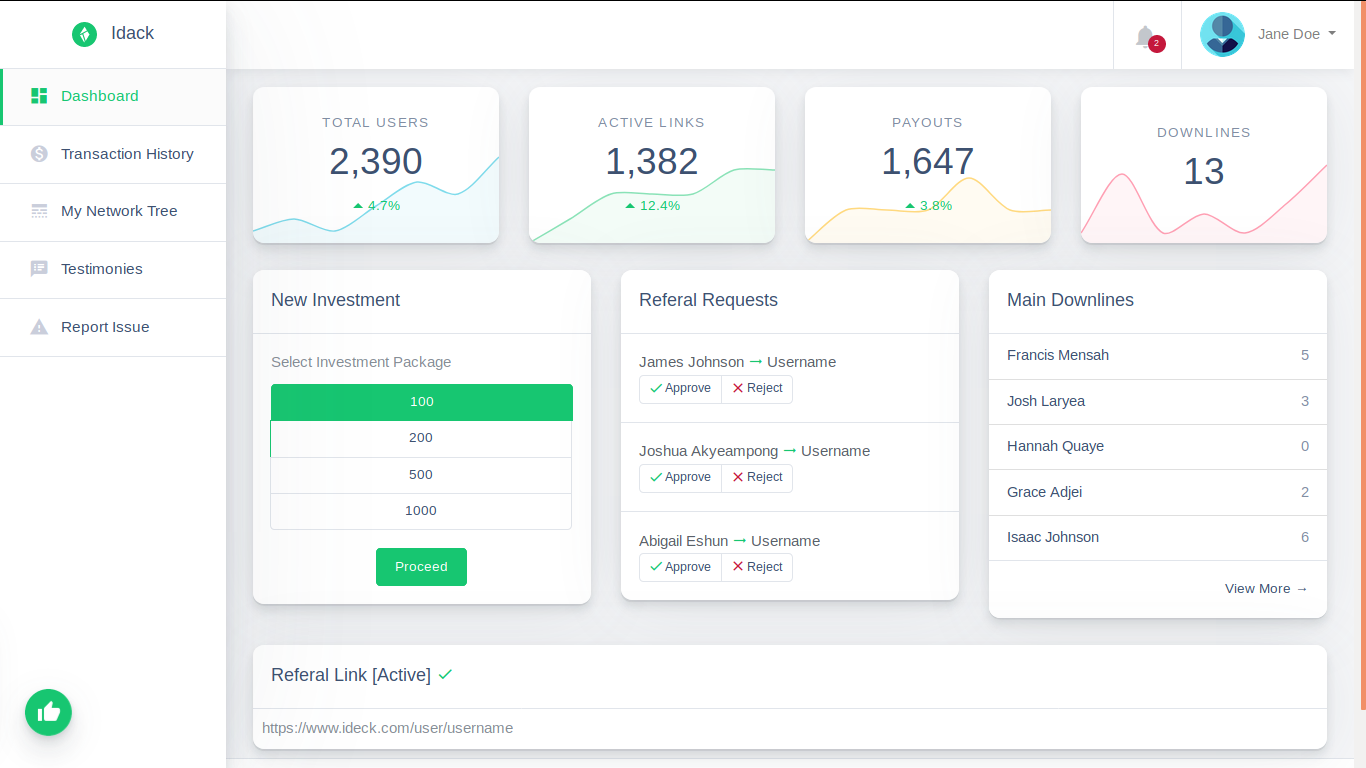 Idack
2
Jane Doe
Dashboard
Transaction History
My Network Tree
Testimonies
Report Issue
TOTAL USERS
2,390
4.7%
ACTIVE LINKS
1,382
12.4%
PAYOUTS
1,647
3.8%
DOWNLINES
13
New Investment
Select Investment Package
100
200
500
1000
Proceed
Referal Requests
James Johnson → Username
Approve Reject
Joshua Akyeampong → Username
Approve Reject
Abigail Eshun → Username
Approve Reject
Main Downlines
Francis Mensah 5
Josh Laryea 3
Hannah Quaye 0
Grace Adjei 2
Isaac Johnson 6
View More →
Referal Link [Active]
https://www.ideck.com/user/username